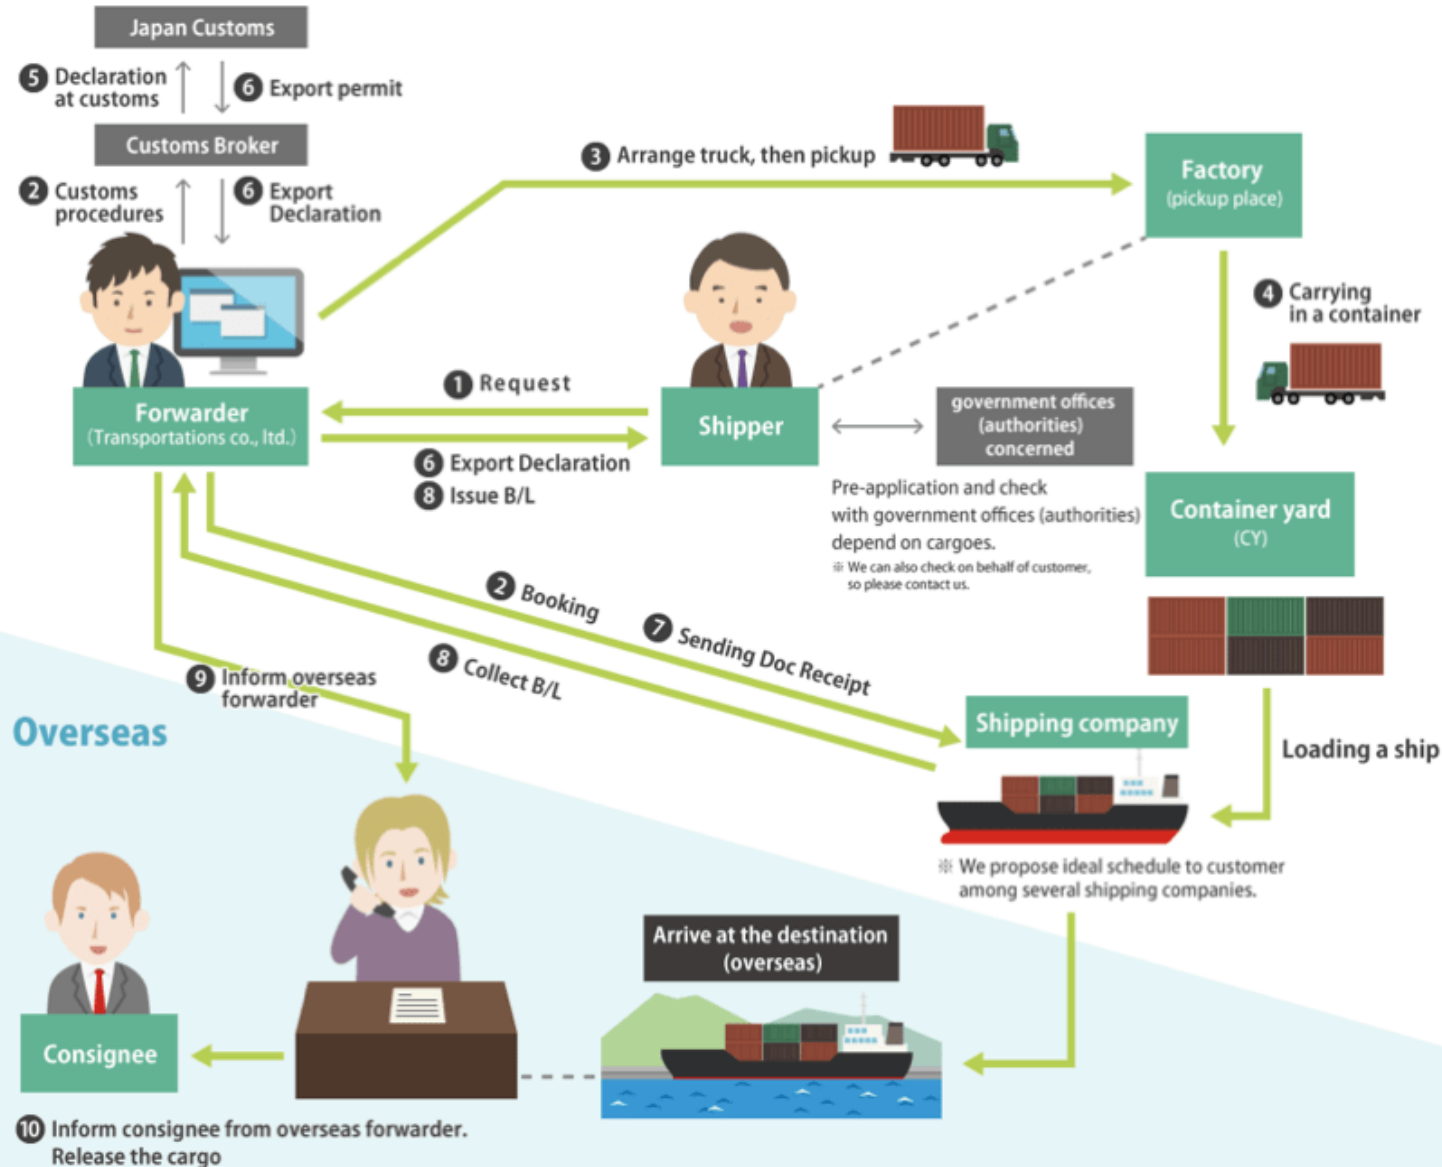 Japan Customs
5 Declaration
at customs
6 Export permit
Customs Broker
2 Customs
procedures
6 Export
Declaration
3 Arrange truck, then pickup
Factory
(pickup place)
4 Carrying
in a container
1 Request
Forwarder
(Transportations co., ltd.)
Shipper
government offices
(authorities)
concerned
6 Export Declaration
8 Issue B/L
Pre-application and check
with government offices (authorities)
depend on cargoes.
※ We can also check on behalf of customer,
so please contact us.
Container yard
(CY)
2 Booking
7 Sending Doc Receipt
8 Collect B/L
9 Inform overseas
forwarder
Overseas
Shipping company
Loading a ship
※ We propose ideal schedule to customer
among several shipping companies.
Arrive at the destination
(overseas)
Consignee
10 Inform consignee from overseas forwarder.
Release the cargo